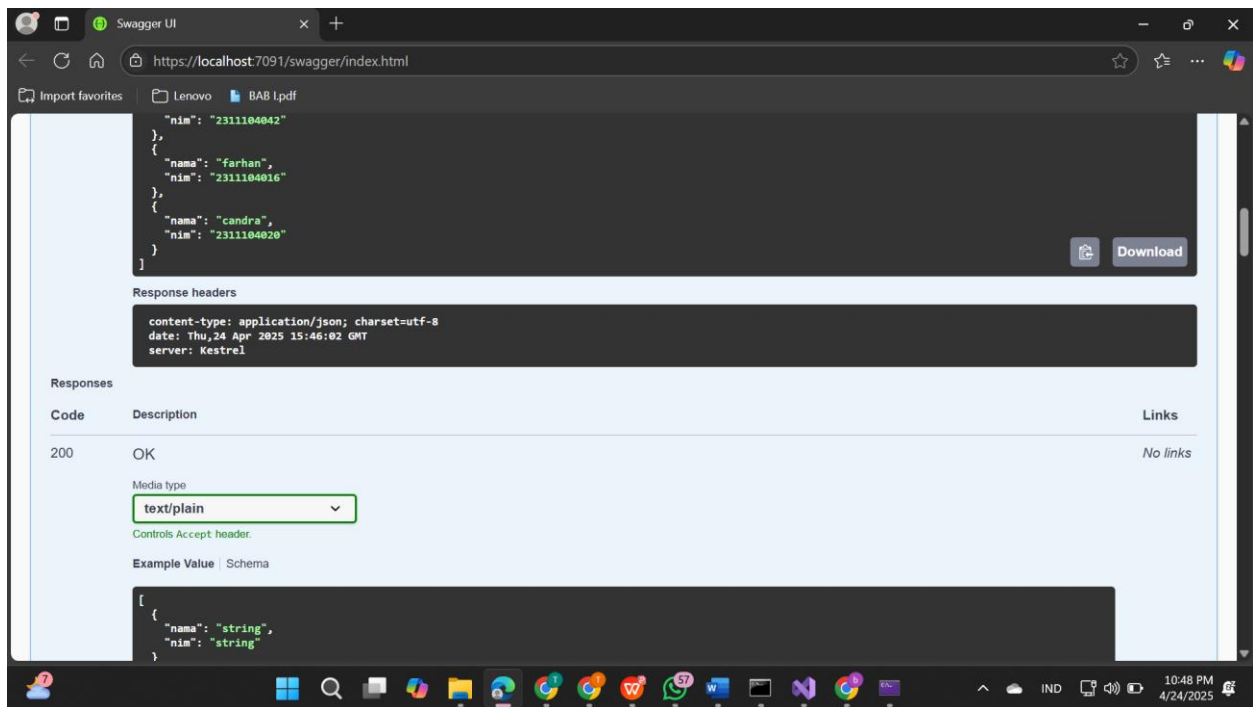 Swagger UI
https://localhost:7091/swagger/index.html
Import favorites
Lenovo
BAB I.pdf
"nim": "2311104042"
},
{
"nama": "farhan",
"nim": "2311104016"
},
{
"nama": "candra",
"nim": "2311104020"
}
]
Download
Response headers
content-type: application/json; charset=utf-8
date: Thu,24 Apr 2025 15:46:02 GMT
server: Kestrel
Responses
Code Description Links
200 OK No links
Media type
text/plain
Controls Accept header.
Example Value Schema
[
{
"nama": "string",
"nim": "string"
}
7
57
IND
10:48 PM
4/24/2025